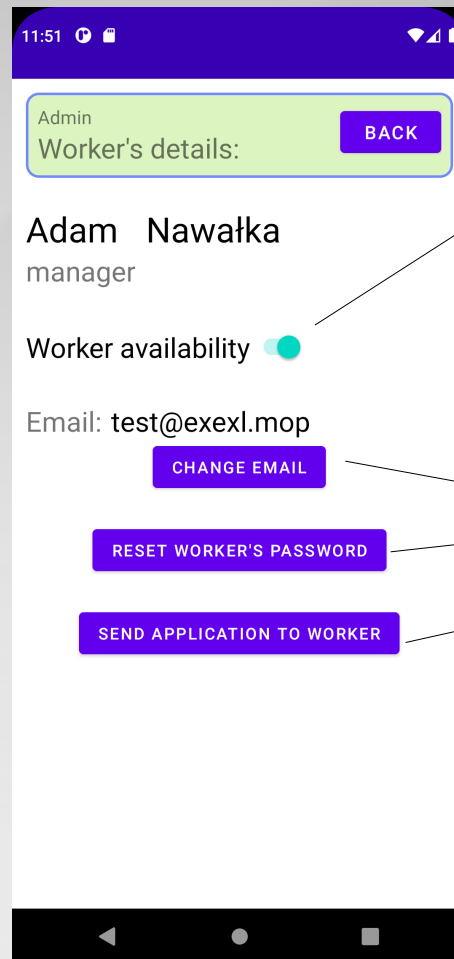 11:51
Admin
Worker's details:
BACK
Adam Nawałka
manager
Worker availability
Email: test@exexl.mop
CHANGE EMAIL
RESET WORKER'S PASSWORD
SEND APPLICATION TO WORKER